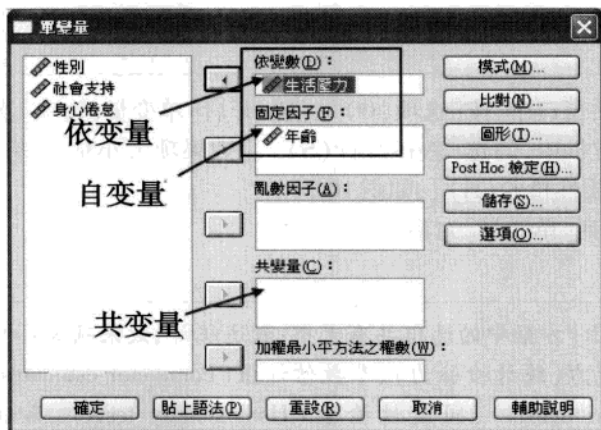 單變量
性別
社會支持
身心倦怠
依变量
自变量
共变量
依變數(D)：
生活壓力
固定因子(F)：
年齡
亂數因子(A)：
共變量(C)：
加權最小平方法之權數(W)：
模式(M)...
比對(N)...
圖形(T)...
Post Hoc 檢定(H)...
儲存(S)...
選項(O)...
確定
貼上語法(P)
重設(R)
取消
輔助說明